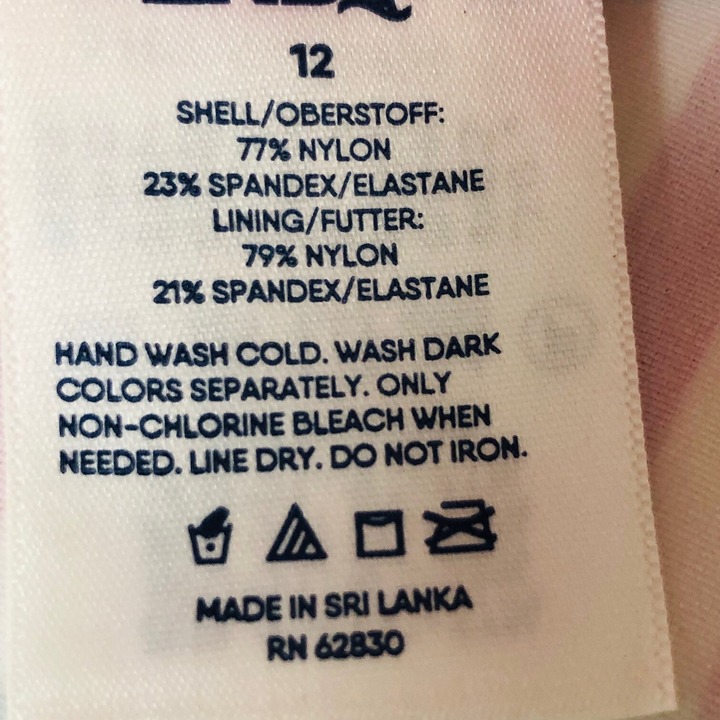 12
SHELL/OBERSTOFF:
77% NYLON
23% SPANDEX/ELASTANE
LINING/FUTTER:
79% NYLON
21% SPANDEX/ELASTANE
HAND WASH COLD. WASH DARK
COLORS SEPARATELY. ONLY
NON-CHLORINE BLEACH WHEN
NEEDED. LINE DRY. DO NOT IRON.
MADE IN SRI LANKA
RN 62830